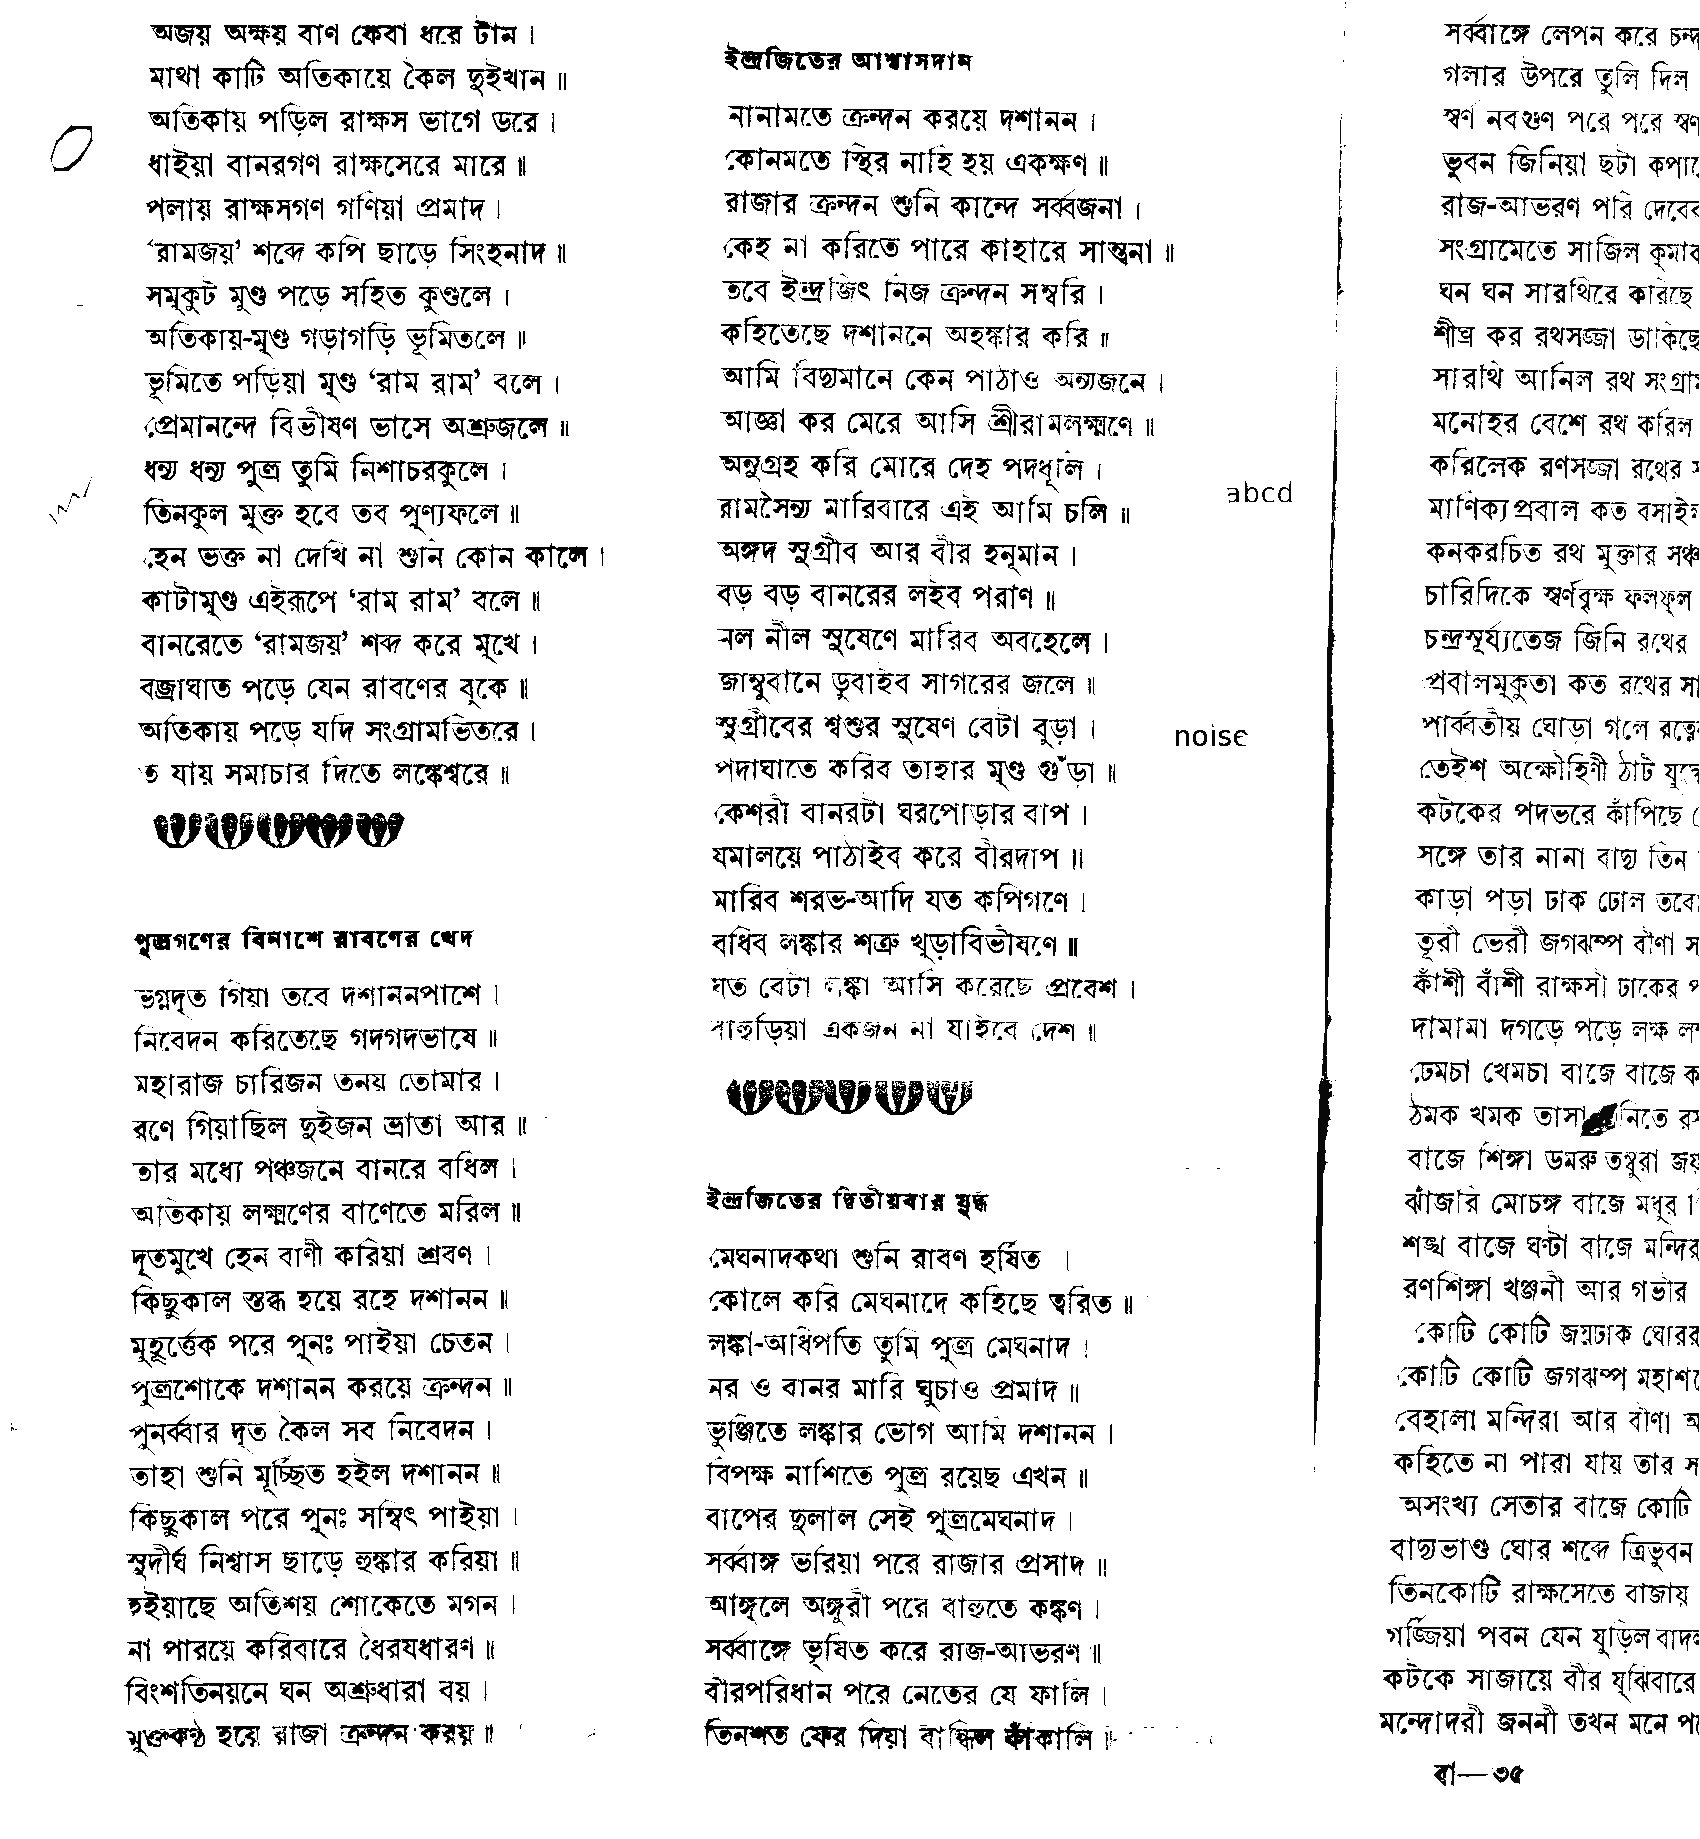 অজয় অক্ষয় বাণ কেবা ধরে টান ।
মাথা কাটি অতিকায়ে কৈল দুইখান ॥
অতিকায় পড়িল রাক্ষস ভাগে ডরে ।
ধাইয়া বানরগণ রাক্ষসেরে মারে ॥
পলায় রাক্ষসগণ গণিয়া প্রমাদ ।
‘রামজয়’ শব্দে কপি ছাড়ে সিংহনাদ ॥
সমুকুট মুণ্ড পড়ে সহিত কুণ্ডলে ।
অতিকায়-মুণ্ড গড়াগড়ি ভূমিতলে ॥
ভূমিতে পড়িয়া মুণ্ড ‘রাম রাম’ বলে ।
প্রেমানন্দে বিভীষণ ভাসে অশ্রুজলে ॥
ধন্য ধন্য পুত্র তুমি নিশাচরকুলে ।
তিনকুল মুক্ত হবে তব পুণ্যফলে ॥
হেন ভক্ত না দেখি না শুনি কোন কালে ।
কাটামুণ্ড এইরূপে ‘রাম রাম’ বলে ॥
বানরেতে ‘রামজয়’ শব্দ করে মুখে ।
বজ্রাঘাত পড়ে যেন রাবণের বুকে ॥
অতিকায় পড়ে যদি সংগ্রামভিতরে ।
ত যায় সমাচার দিতে লঙ্কেশ্বরে ॥
পুত্রগণের বিনাশে রাবণের খেদ
ভগ্নদূত গিয়া তবে দশাননপাশে ।
নিবেদন করিতেছে গদগদভাষে ॥
মহারাজ চারিজন তনয় তোমার ।
রণে গিয়াছিল দুইজন ভ্রাতা আর ॥
তার মধ্যে পঞ্চজনে বানরে বধিল ।
অতিকায় লক্ষ্মণের বাণেতে মরিল ॥
দূতমুখে হেন বাণী করিয়া শ্রবণ ।
কিছুকাল স্তব্ধ হয়ে রহে দশানন ॥
মুহূর্ত্তেক পরে পুনঃ পাইয়া চেতন ।
পুত্রশোকে দশানন করয়ে ক্রন্দন ॥
পুনর্ব্বার দূত কৈল সব নিবেদন ।
তাহা শুনি মূর্চ্ছিত হইল দশানন ॥
কিছুকাল পরে পুনঃ সম্বিৎ পাইয়া ।
সুদীর্ঘ নিশ্বাস ছাড়ে হুঙ্কার করিয়া ॥
হইয়াছে অতিশয় শোকেতে মগন ।
না পারয়ে করিবারে ধৈরযধারণ ॥
বিংশতিনয়নে ঘন অশ্রুধারা বয় ।
মুক্তকণ্ঠ হয়ে রাজা ক্রন্দন করয় ॥
ইন্দ্রজিতের আশ্বাসদান
নানামতে ক্রন্দন করয়ে দশানন ।
কোনমতে স্থির নাহি হয় একক্ষণ ॥
রাজার ক্রন্দন শুনি কান্দে সর্ব্বজনা ।
কেহ না করিতে পারে কাহারে সান্ত্বনা ॥
তবে ইন্দ্রজিৎ নিজ ক্রন্দন সম্বরি ।
কহিতেছে দশাননে অহঙ্কার করি ॥
আমি বিদ্যমানে কেন পাঠাও অন্যজনে ।
আজ্ঞা কর মেরে আসি শ্রীরামলক্ষ্মণে ॥
অনুগ্রহ করি মোরে দেহ পদধূলি ।
রামসৈন্য মারিবারে এই আমি চলি ॥
অঙ্গদ সুগ্রীব আর বীর হনূমান ।
বড় বড় বানরের লইব পরাণ ॥
নল নীল সুষেণে মারিব অবহেলে ।
জাম্বুবানে ডুবাইব সাগরের জলে ॥
সুগ্রীবের শ্বশুর সুষেণ বেটা বুড়া ।
পদাঘাতে করিব তাহার মুণ্ড গুঁড়া ॥
কেশরী বানরটা ঘরপোড়ার বাপ ।
যমালয়ে পাঠাইব করে বীরদাপ ॥
মারিব শরভ-আদি যত কপিগণে ।
বধিব লঙ্কার শত্রু খুড়াবিভীষণে ॥
যত বেটা লঙ্কা আসি করেছে প্রবেশ ।
বাহুড়িয়া একজন না যাইবে দেশ ॥
ইন্দ্রজিতের দ্বিতীয়বার যুদ্ধ
মেঘনাদকথা শুনি রাবণ হর্ষিত ।
কোলে করি মেঘনাদে কহিছে ত্বরিত ॥
লঙ্কা-অধিপতি তুমি পুত্র মেঘনাদ ।
নর ও বানর মারি ঘুচাও প্রমাদ ॥
ভুঞ্জিতে লঙ্কার ভোগ আমি দশানন ।
বিপক্ষ নাশিতে পুত্র রয়েছ এখন ॥
বাপের দুলাল সেই পুত্রমেঘনাদ ।
সর্ব্বাঙ্গ ভরিয়া পরে রাজার প্রসাদ ॥
আঙ্গুলে অঙ্গুরী পরে বাহুতে কঙ্কণ ।
সর্ব্বাঙ্গে ভূষিত করে রাজ-আভরণ ॥
বীরপরিধান পরে নেতের যে ফালি ।
তিনশত ফের দিয়া বান্ধিল কাঁকালি ।
abcd
noise
সর্ব্বাঙ্গে লেপন করে চন্দ
গলার উপরে তুলি দিল
স্বর্ণ নবগুণ পরে পরে স্বণ
ভুবন জিনিয়া ছটা কপা
রাজ-আভরণ পরি দেবের
সংগ্রামেতে সাজিল কুমার
ঘন ঘন সারথিরে করিছে
শীঘ্র কর রথসজ্জা ডাকিছে
সারথি আনিল রথ সংগ্রাম
মনোহর বেশে রথ করিল
করিলেক রণসজ্জা রথের স
মাণিক্যপ্রবাল কত বসাইল
কনকরচিত রথ মুক্তার সঞ্চ
চারিদিকে স্বর্ণবৃক্ষ ফলফুল
চন্দ্রসূর্য্যতেজ জিনি রথের
প্রবালমুকুতা কত রথের সা
পার্ব্বতীয় ঘোড়া গলে রত্নের
তেইশ অক্ষৌহিণী ঠাট যুদ্ধে
কটকের পদভরে কাঁপিছে
সঙ্গে তার নানা বাদ্য তিন
কাড়া পড়া ঢাক ঢোল তবে
তূরী ভেরী জগঝম্প বীণা স
কাঁশী বাঁশী রাক্ষসী ঢাকের প
দামামা দগড়ে পড়ে লক্ষ ল
ঢেমচা খেমচা বাজে বাজে ক
ঠমক খমক তাসা নিতে র
বাজে শিঙ্গা ডমরু তম্বুরা জয়
ঝাঁজরি মোচঙ্গ বাজে মধুর
শঙ্খ বাজে ঘণ্টা বাজে মন্দির
রণশিঙ্গা খঞ্জনী আর গভীর
কোটি কোটি জয়ঢাক ঘোরর
কোটি কোটি জগঝম্প মহাশ
বেহালা মন্দিরা আর বীণা অ
কহিতে না পারা যায় তার স
অসংখ্য সেতার বাজে কোটি
বাদ্যভাণ্ড ঘোর শব্দে ত্রিভুবন
তিনকোটি রাক্ষসেতে বাজায়
গর্জ্জিয়া পবন যেন যুড়িল বাদল
কটকে সাজায়ে বীর যুঝিবারে
মন্দোদরী জননী তখন মনে প
রা—৩৫